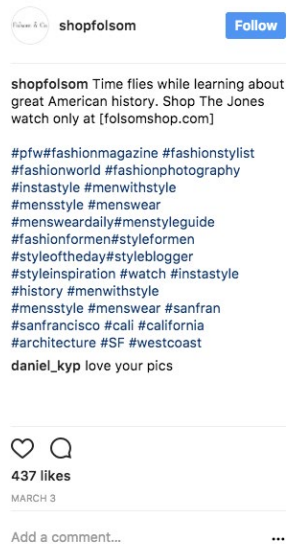 Folsom & Co
shopfolsom
Follow
shopfolsom Time flies while learning about
great American history. Shop The Jones
watch only at [folsomshop.com]
#pfw#fashionmagazine #fashionstylist
#fashionworld #fashionphotography
#instastyle #menwithstyle
#mensstyle #menswear
#mensweardaily#menstyleguide
#fashionformen#styleformen
#styleoftheday#styleblogger
#styleinspiration #watch #instastyle
#history #menwithstyle
#mensstyle #menswear #sanfran
#sanfrancisco #cali #california
#architecture #SF #westcoast
daniel_kyp love your pics
437 likes
MARCH 3
Add a comment...